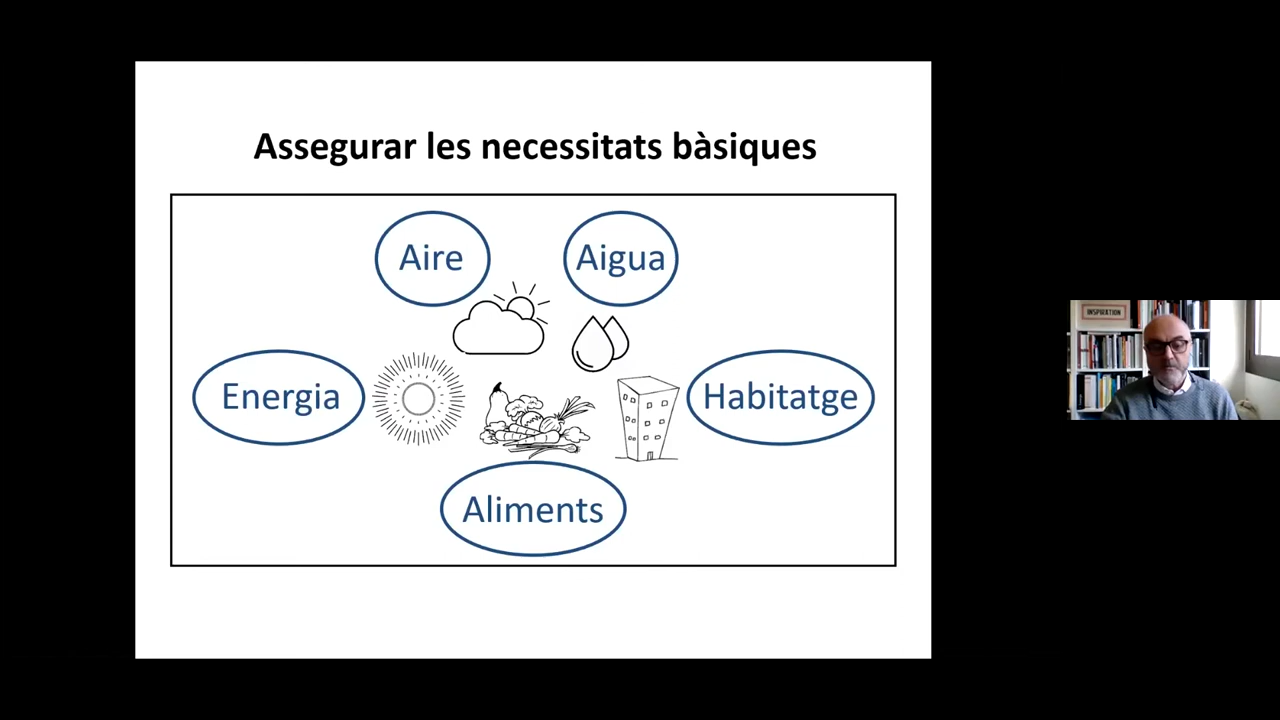 Assegurar les necessitats bàsiques
Aire
Aigua
Energia
Habitatge
Aliments
INSPIRATION